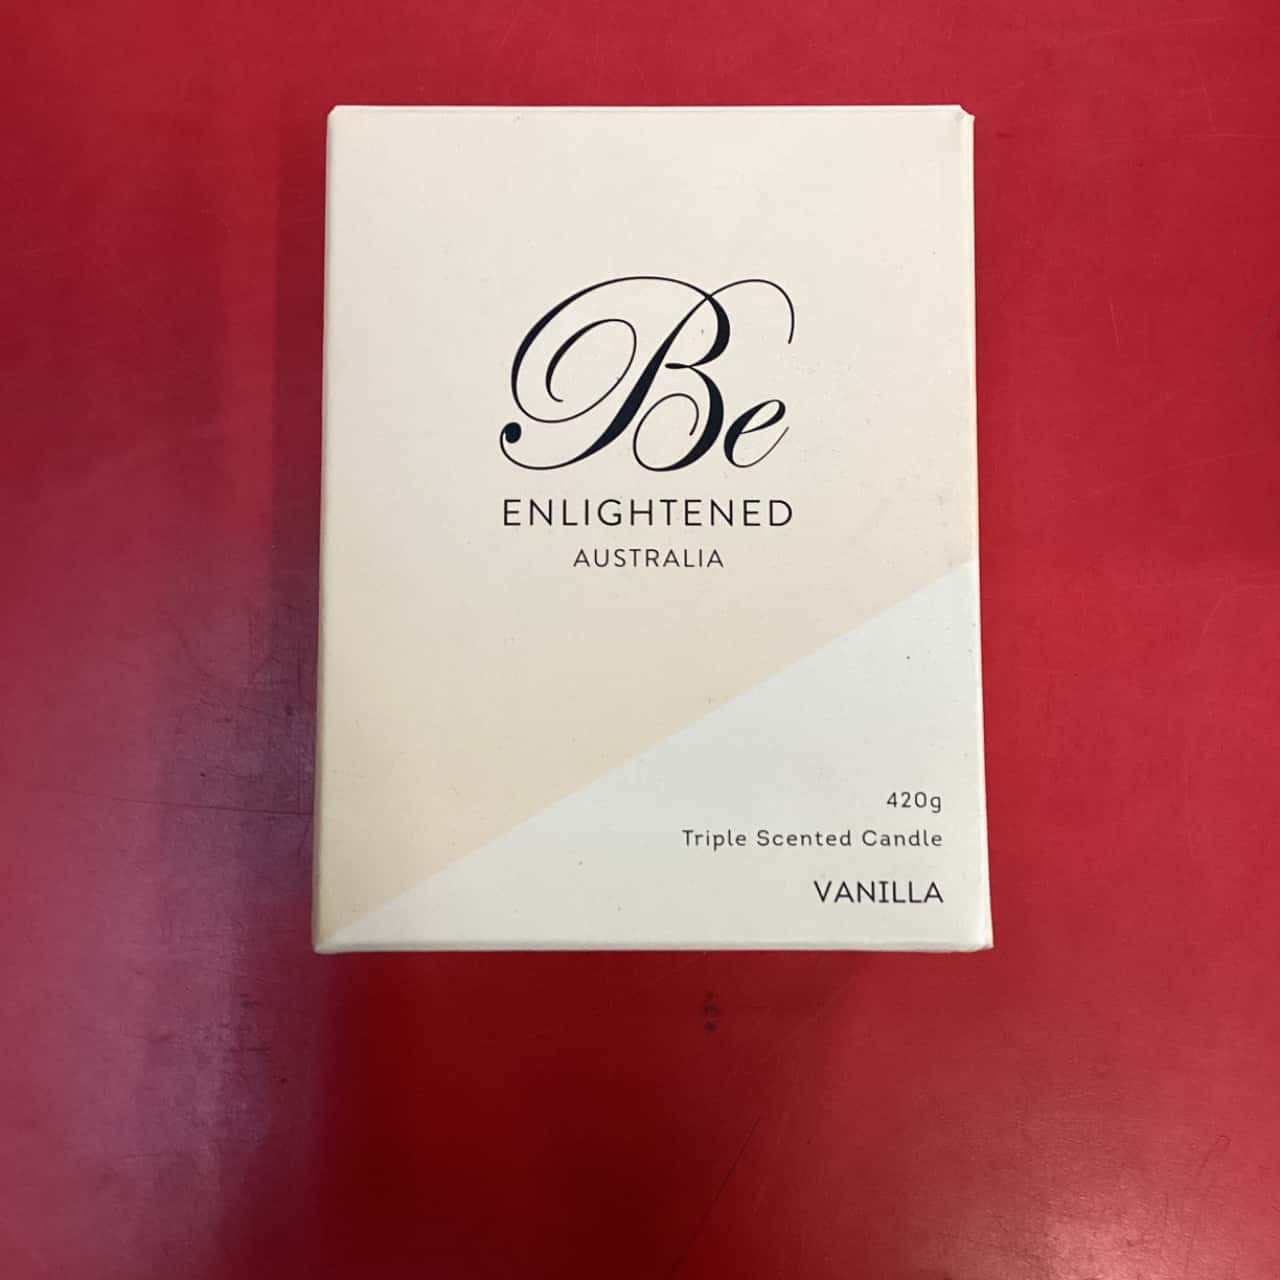 Be
ENLIGHTENED
AUSTRALIA
420g
Triple Scented Candle
VANILLA